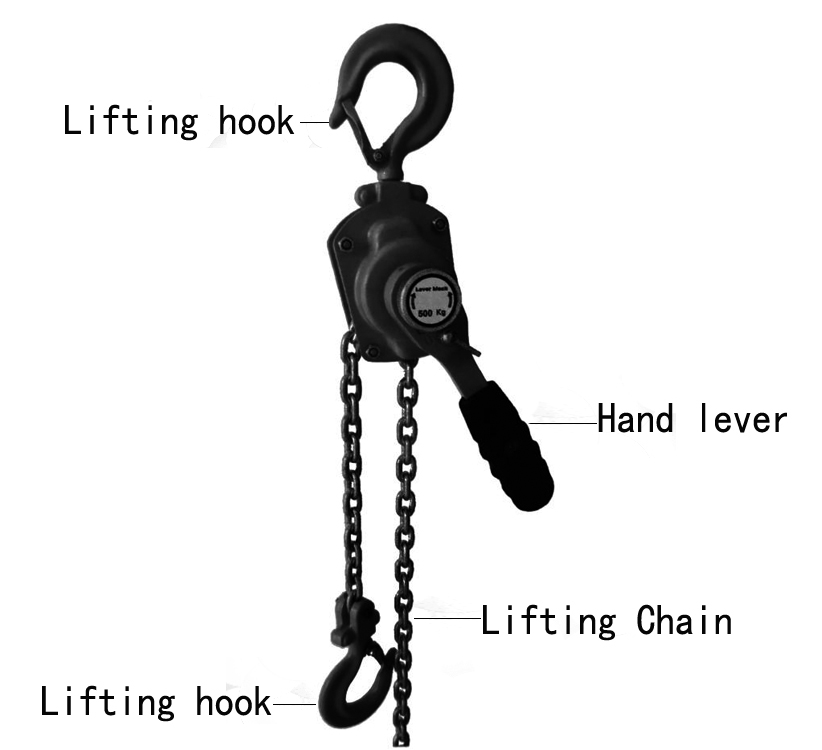 Lifting hook
Lever block
500 Kg
Hand lever
Lifting Chain
Lifting hook